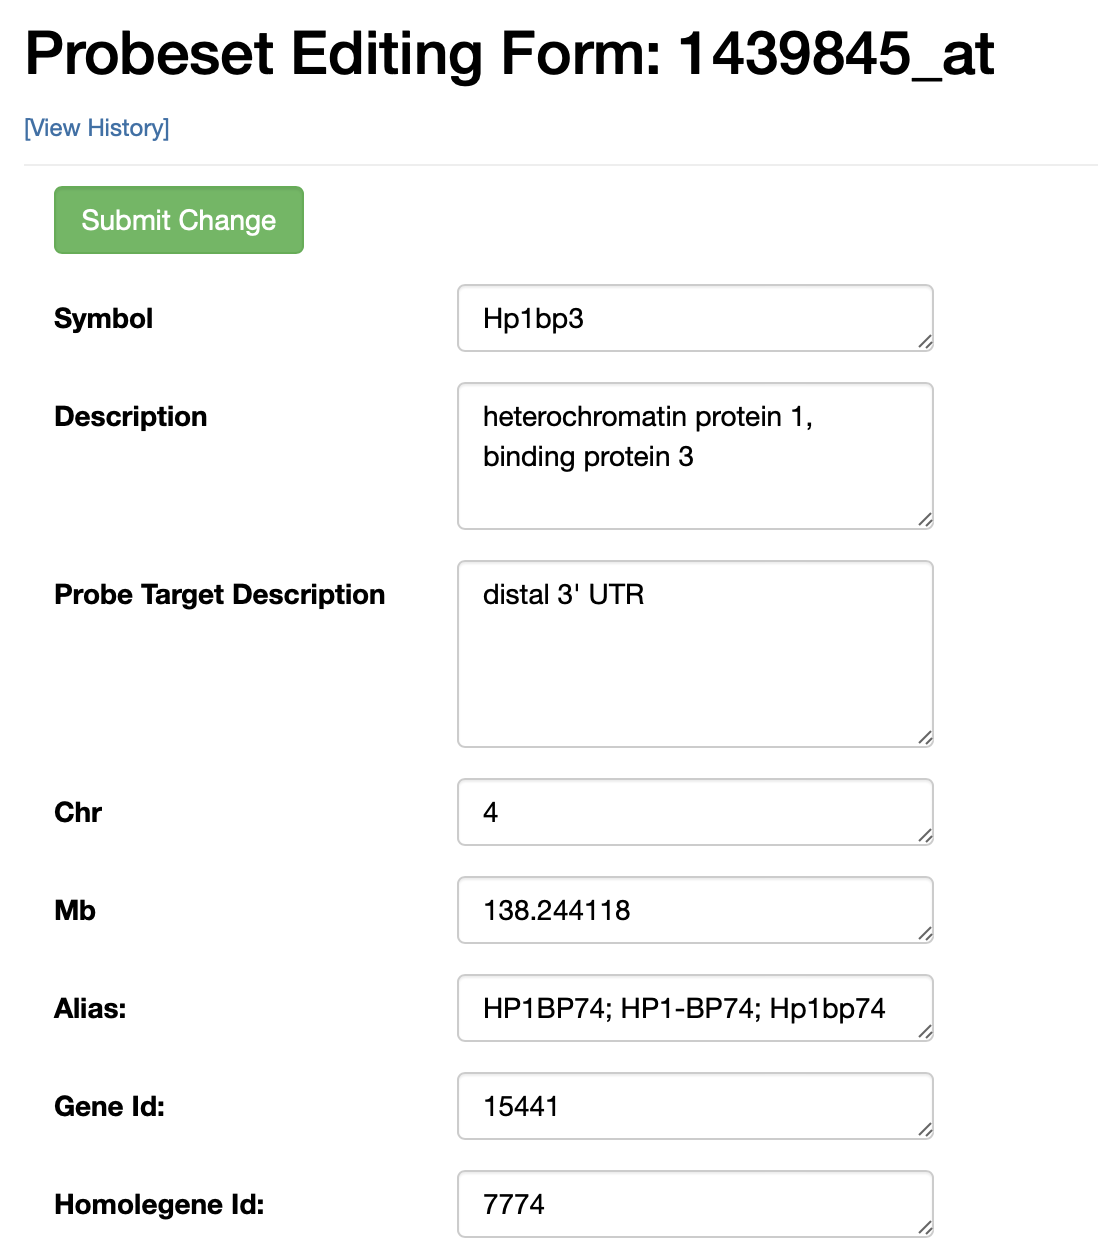 Probeset Editing Form: 1439845_at
[View History]
Submit Change
Symbol
Hp1bp3
Description
heterochromatin protein 1,
binding protein 3
Probe Target Description
distal 3' UTR
Chr
4
Mb
138.244118
Alias:
HP1BP74; HP1-BP74; Hp1bp74
Gene Id:
15441
Homolegene Id:
7774